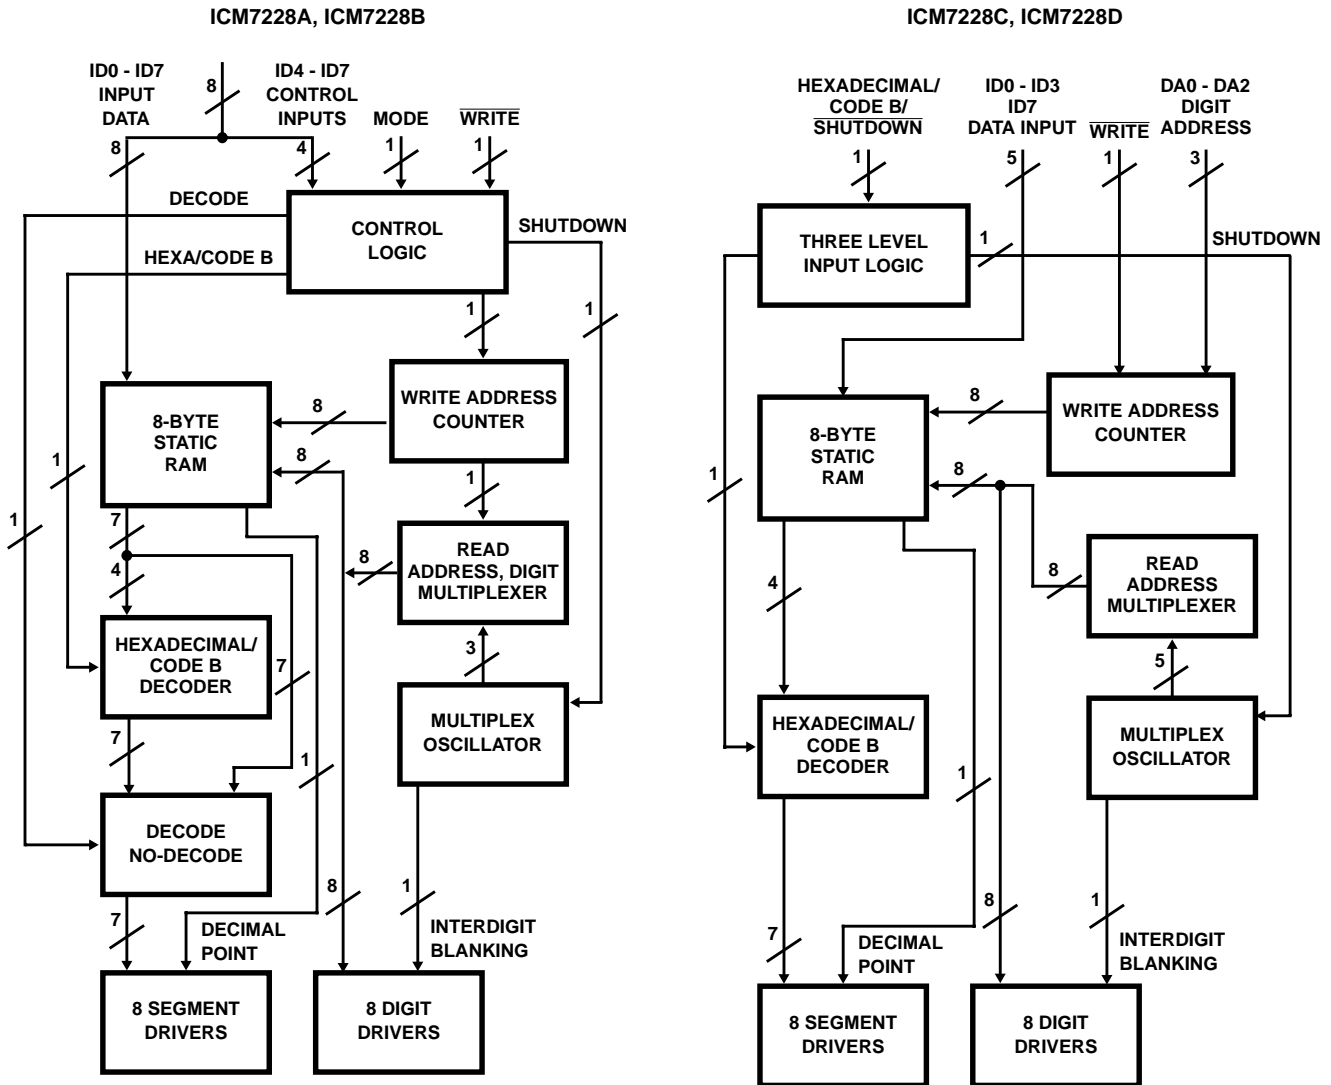 ICM7228A, ICM7228B
ID0 - ID7
INPUT
DATA
8
ID4 - ID7
CONTROL
INPUTS
MODE
WRITE
8
4
1
1
DECODE
HEXA/CODE B
CONTROL
LOGIC
SHUTDOWN
1
1
WRITE ADDRESS
COUNTER
8
8-BYTE
STATIC
RAM
8
1
1
1
7
READ
ADDRESS, DIGIT
MULTIPLEXER
8
4
HEXADECIMAL/
CODE B
DECODER
7
3
MULTIPLEX
OSCILLATOR
7
1
DECODE
NO-DECODE
8
1
7
DECIMAL
POINT
INTERDIGIT
BLANKING
8 SEGMENT
DRIVERS
8 DIGIT
DRIVERS
ICM7228C, ICM7228D
HEXADECIMAL/
CODE B/
SHUTDOWN
ID0 - ID3
ID7
DATA INPUT
WRITE
DA0 - DA2
DIGIT
ADDRESS
1
5
1
3
THREE LEVEL
INPUT LOGIC
1
SHUTDOWN
8
WRITE ADDRESS
COUNTER
8-BYTE
STATIC
RAM
8
1
READ
ADDRESS
MULTIPLEXER
8
4
5
HEXADECIMAL/
CODE B
DECODER
MULTIPLEX
OSCILLATOR
1
8
1
7
DECIMAL
POINT
INTERDIGIT
BLANKING
8 SEGMENT
DRIVERS
8 DIGIT
DRIVERS